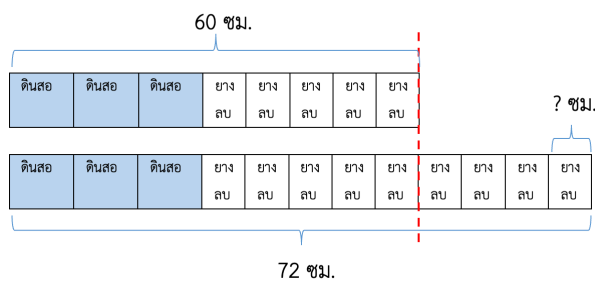 60 ซม.
ดินสอ ดินสอ ดินสอ ยาง ยาง ยาง ยาง ยาง
ลบ ลบ ลบ ลบ ลบ
? ซม.
ดินสอ ดินสอ ดินสอ ยาง ยาง ยาง ยาง ยาง ยาง ยาง ยาง ยาง
ลบ ลบ ลบ ลบ ลบ ลบ ลบ ลบ ลบ
72 ซม.